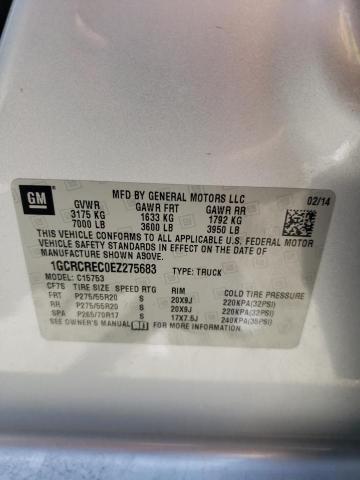 GM
MFD BY GENERAL MOTORS LLC
02/14
GVWR GAWR FRT GAWR RR
3175 KG 1633 KG 1792 KG
7000 LB 3600 LB 3950 LB
THIS VEHICLE CONFORMS TO ALL APPLICABLE U.S. FEDERAL MOTOR
VEHICLE SAFETY STANDARDS IN EFFECT ON THE DATE OF
MANUFACTURE SHOWN ABOVE.
1GCRCREC0EZ275683 TYPE: TRUCK
MODEL: C15753
CF7S TIRE SIZE SPEED RTG RIM COLD TIRE PRESSURE
FRT P275/55R20 S 20X9J 220KPA(32PSI)
RR P275/55R20 S 20X9J 220KPA(32PSI)
SPA P265/70R17 S 17X7.5J 240KPA(35PSI)
SEE OWNER'S MANUAL FOR ADDITIONAL INFORMATION.